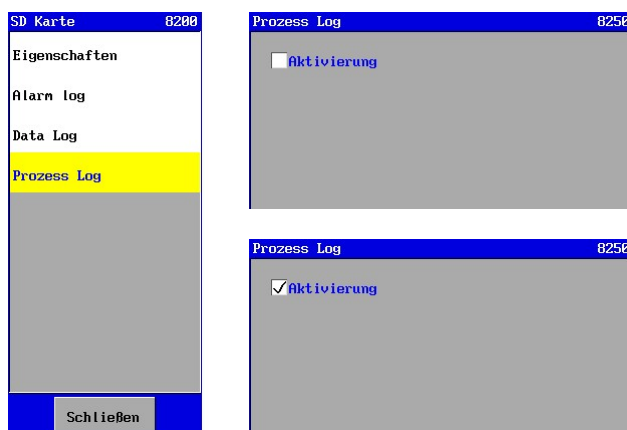 SD Karte 8200
Eigenschaften
Alarm log
Data Log
Prozess Log
Schließen
Prozess Log 8250
Aktivierung
Prozess Log 8250
Aktivierung